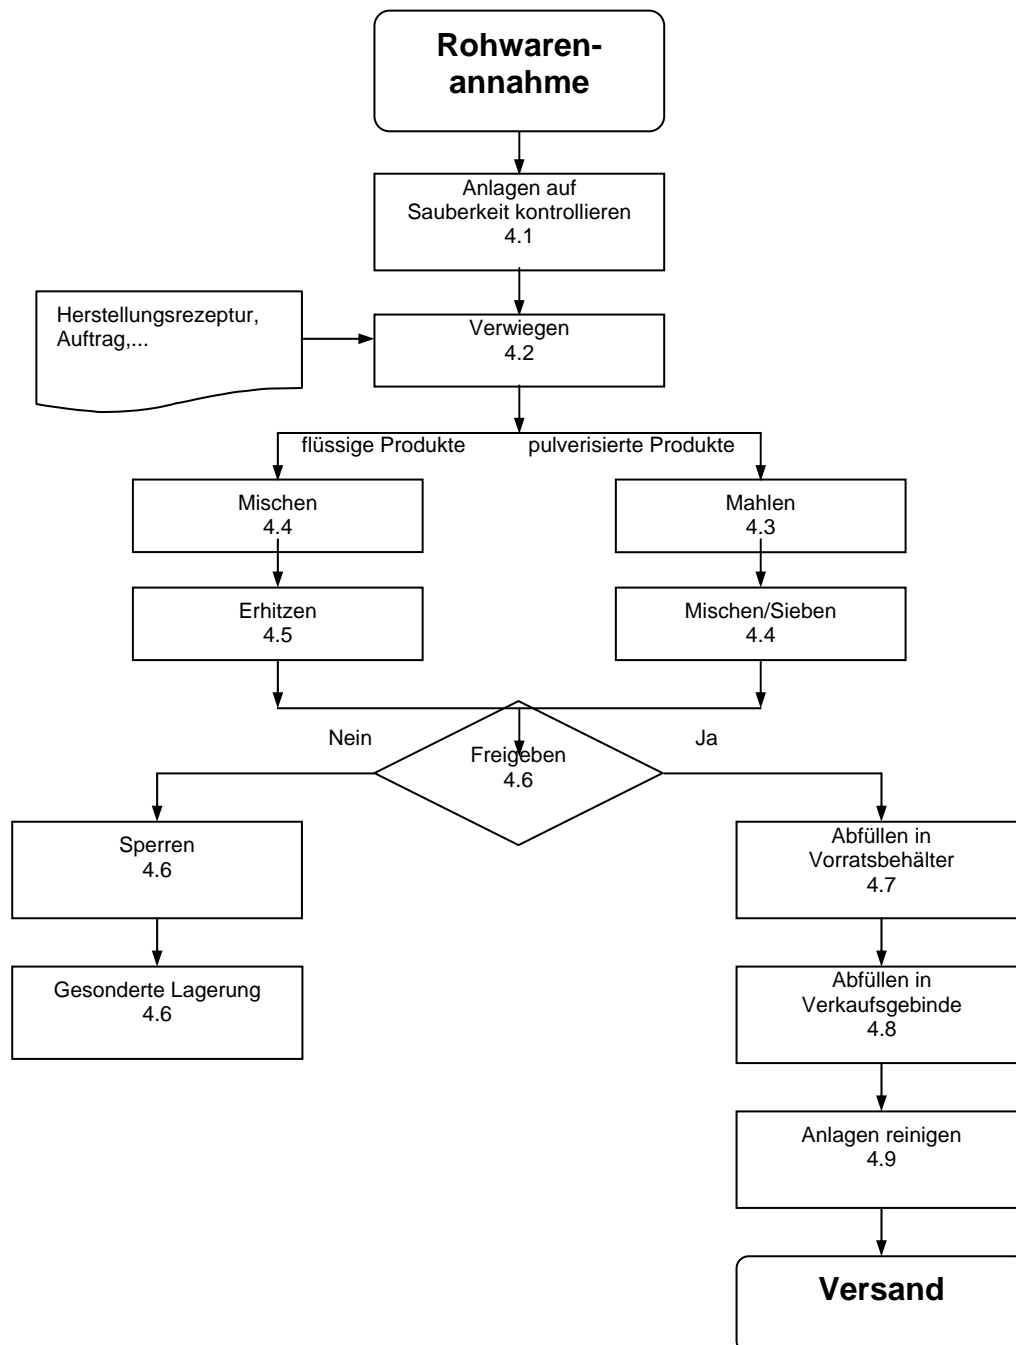 Rohwaren-
annahme
Anlagen auf
Sauberkeit kontrollieren
4.1
Herstellungsrezeptur,
Auftrag,...
Verwiegen
4.2
flüssige Produkte
pulverisierte Produkte
Mischen
4.4
Mahlen
4.3
Erhitzen
4.5
Mischen/Sieben
4.4
Nein
Ja
Freigeben
4.6
Sperren
4.6
Abfüllen in
Vorratsbehälter
4.7
Gesonderte Lagerung
4.6
Abfüllen in
Verkaufsgebinde
4.8
Anlagen reinigen
4.9
Versand